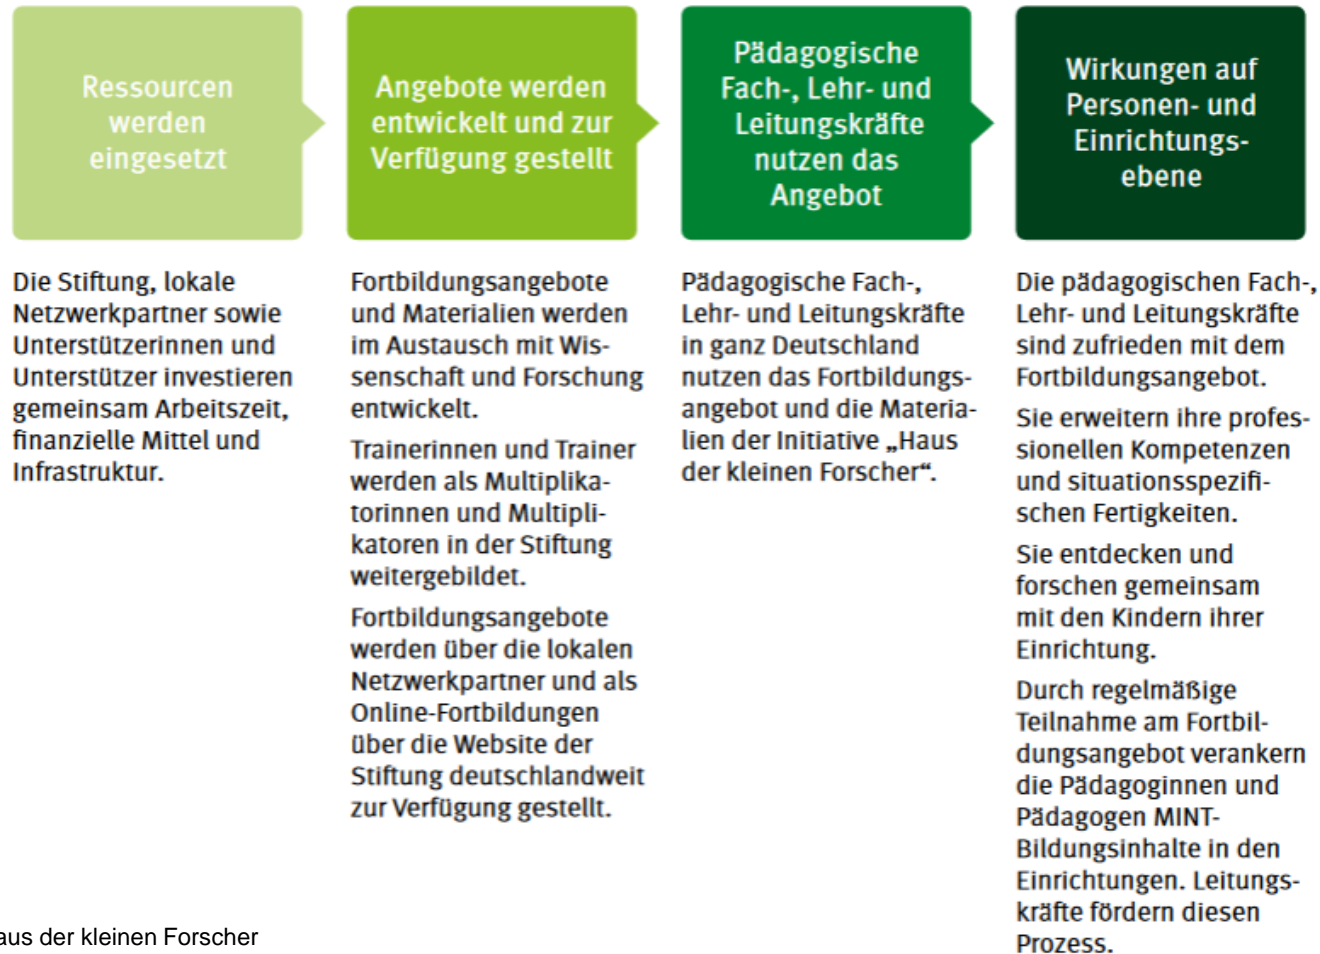 Ressourcen
werden
eingesetzt
Angebote werden
entwickelt und zur
Verfügung gestellt
Pädagogische
Fach-, Lehr- und
Leitungskräfte
nutzen das
Angebot
Wirkungen auf
Personen- und
Einrichtungs-
ebene
Die Stiftung, lokale
Netzwerkpartner sowie
Unterstützerinnen und
Unterstützer investieren
gemeinsam Arbeitszeit,
finanzielle Mittel und
Infrastruktur.
Fortbildungsangebote
und Materialien werden
im Austausch mit Wis-
senschaft und Forschung
entwickelt.
Trainerinnen und Trainer
werden als Multiplika-
torinnen und Multipli-
katoren in der Stiftung
weitergebildet.
Fortbildungsangebote
werden über die lokalen
Netzwerkpartner und als
Online-Fortbildungen
über die Website der
Stiftung deutschlandweit
zur Verfügung gestellt.
Pädagogische Fach-,
Lehr- und Leitungskräfte
in ganz Deutschland
nutzen das Fortbildungs-
angebot und die Materia-
lien der Initiative „Haus
der kleinen Forscher“.
Die pädagogischen Fach-,
Lehr- und Leitungskräfte
sind zufrieden mit dem
Fortbildungsangebot.
Sie erweitern ihre profes-
sionellen Kompetenzen
und situationsspezifi-
schen Fertigkeiten.
Sie entdecken und
forschen gemeinsam
mit den Kindern ihrer
Einrichtung.
Durch regelmäßige
Teilnahme am Fortbil-
dungsangebot verankern
die Pädagoginnen und
Pädagogen MINT-
Bildungsinhalte in den
Einrichtungen. Leitungs-
kräfte fördern diesen
Prozess.
aus der kleinen Forscher